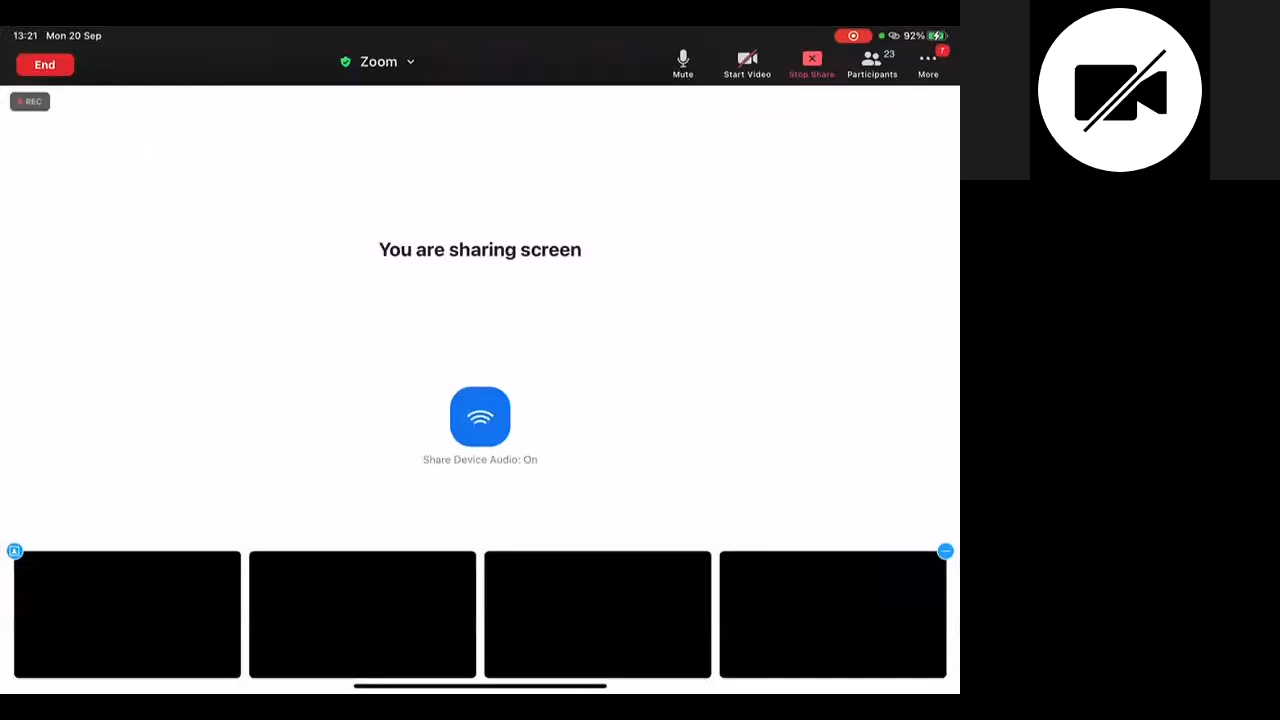 13:21 Mon 20 Sep 92%
End Zoom 23 7
Mute Start Video Stop Share Participants More
REC
You are sharing screen
Share Device Audio: On